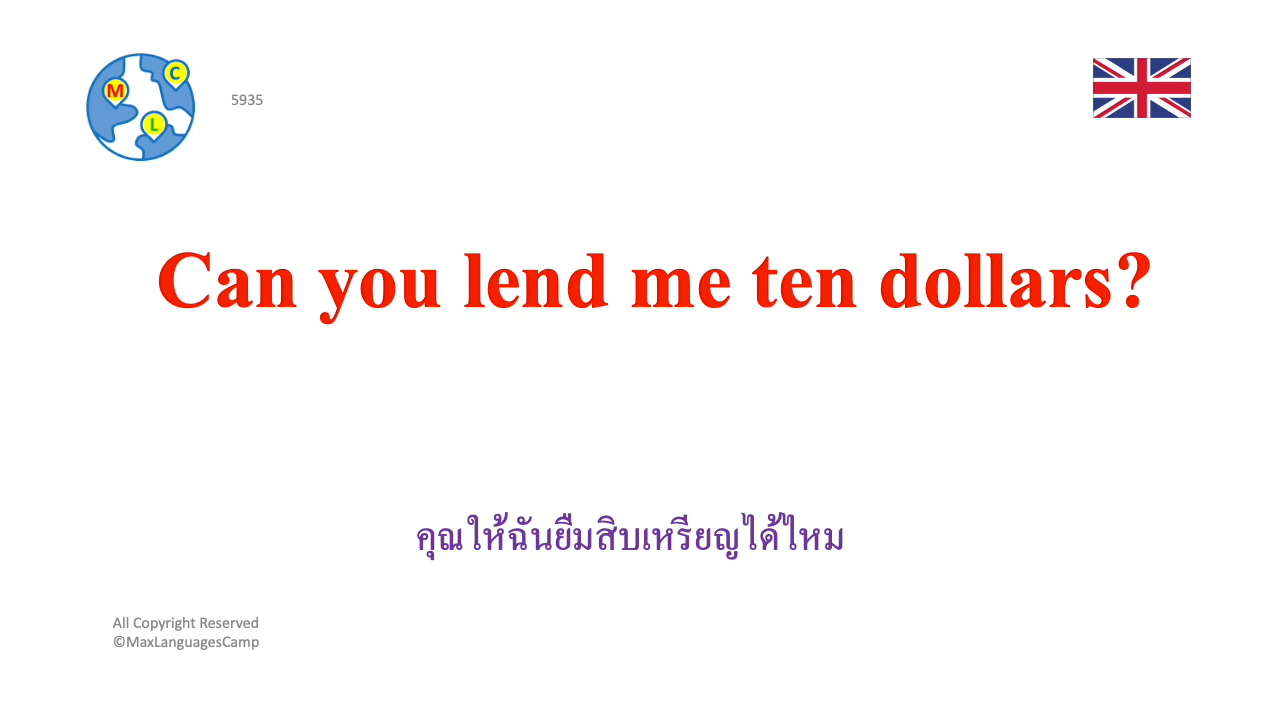 C
M
L
5935
Can you lend me ten dollars?
คุณให้ฉันยืมสิบเหรียญได้ไหม
All Copyright Reserved
©MaxLanguagesCamp